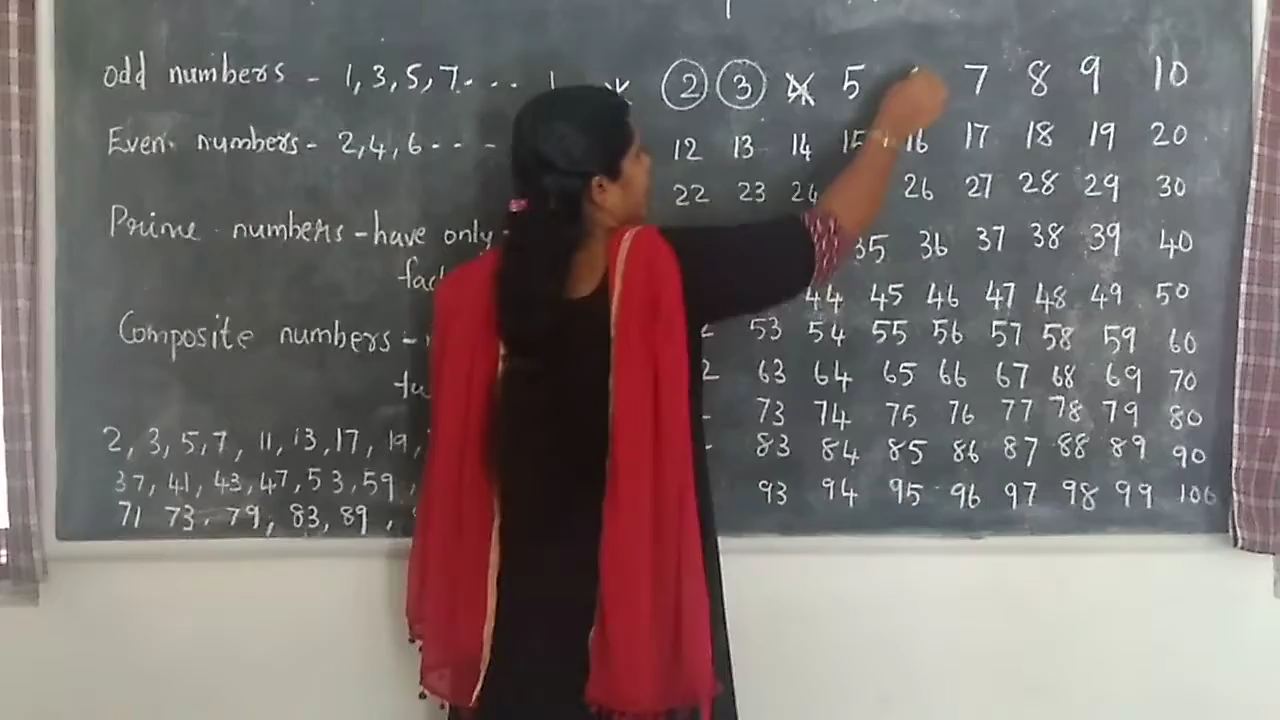 odd numbers - 1, 3, 5, 7. . . .
Even numbers - 2, 4, 6 - - -
Prime numbers - have only
Composite numbers -
2, 3, 5, 7, 11, 13, 17, 19,
37, 41, 43, 47, 53, 59,
71 73, 79, 83, 89,
2 3 4 5 7 8 9 10
12 13 14 15 16 17 18 19 20
22 23 24 26 27 28 29 30
35 36 37 38 39 40
44 45 46 47 48 49 50
53 54 55 56 57 58 59 60
63 64 65 66 67 68 69 70
73 74 75 76 77 78 79 80
83 84 85 86 87 88 89 90
93 94 95 96 97 98 99 100